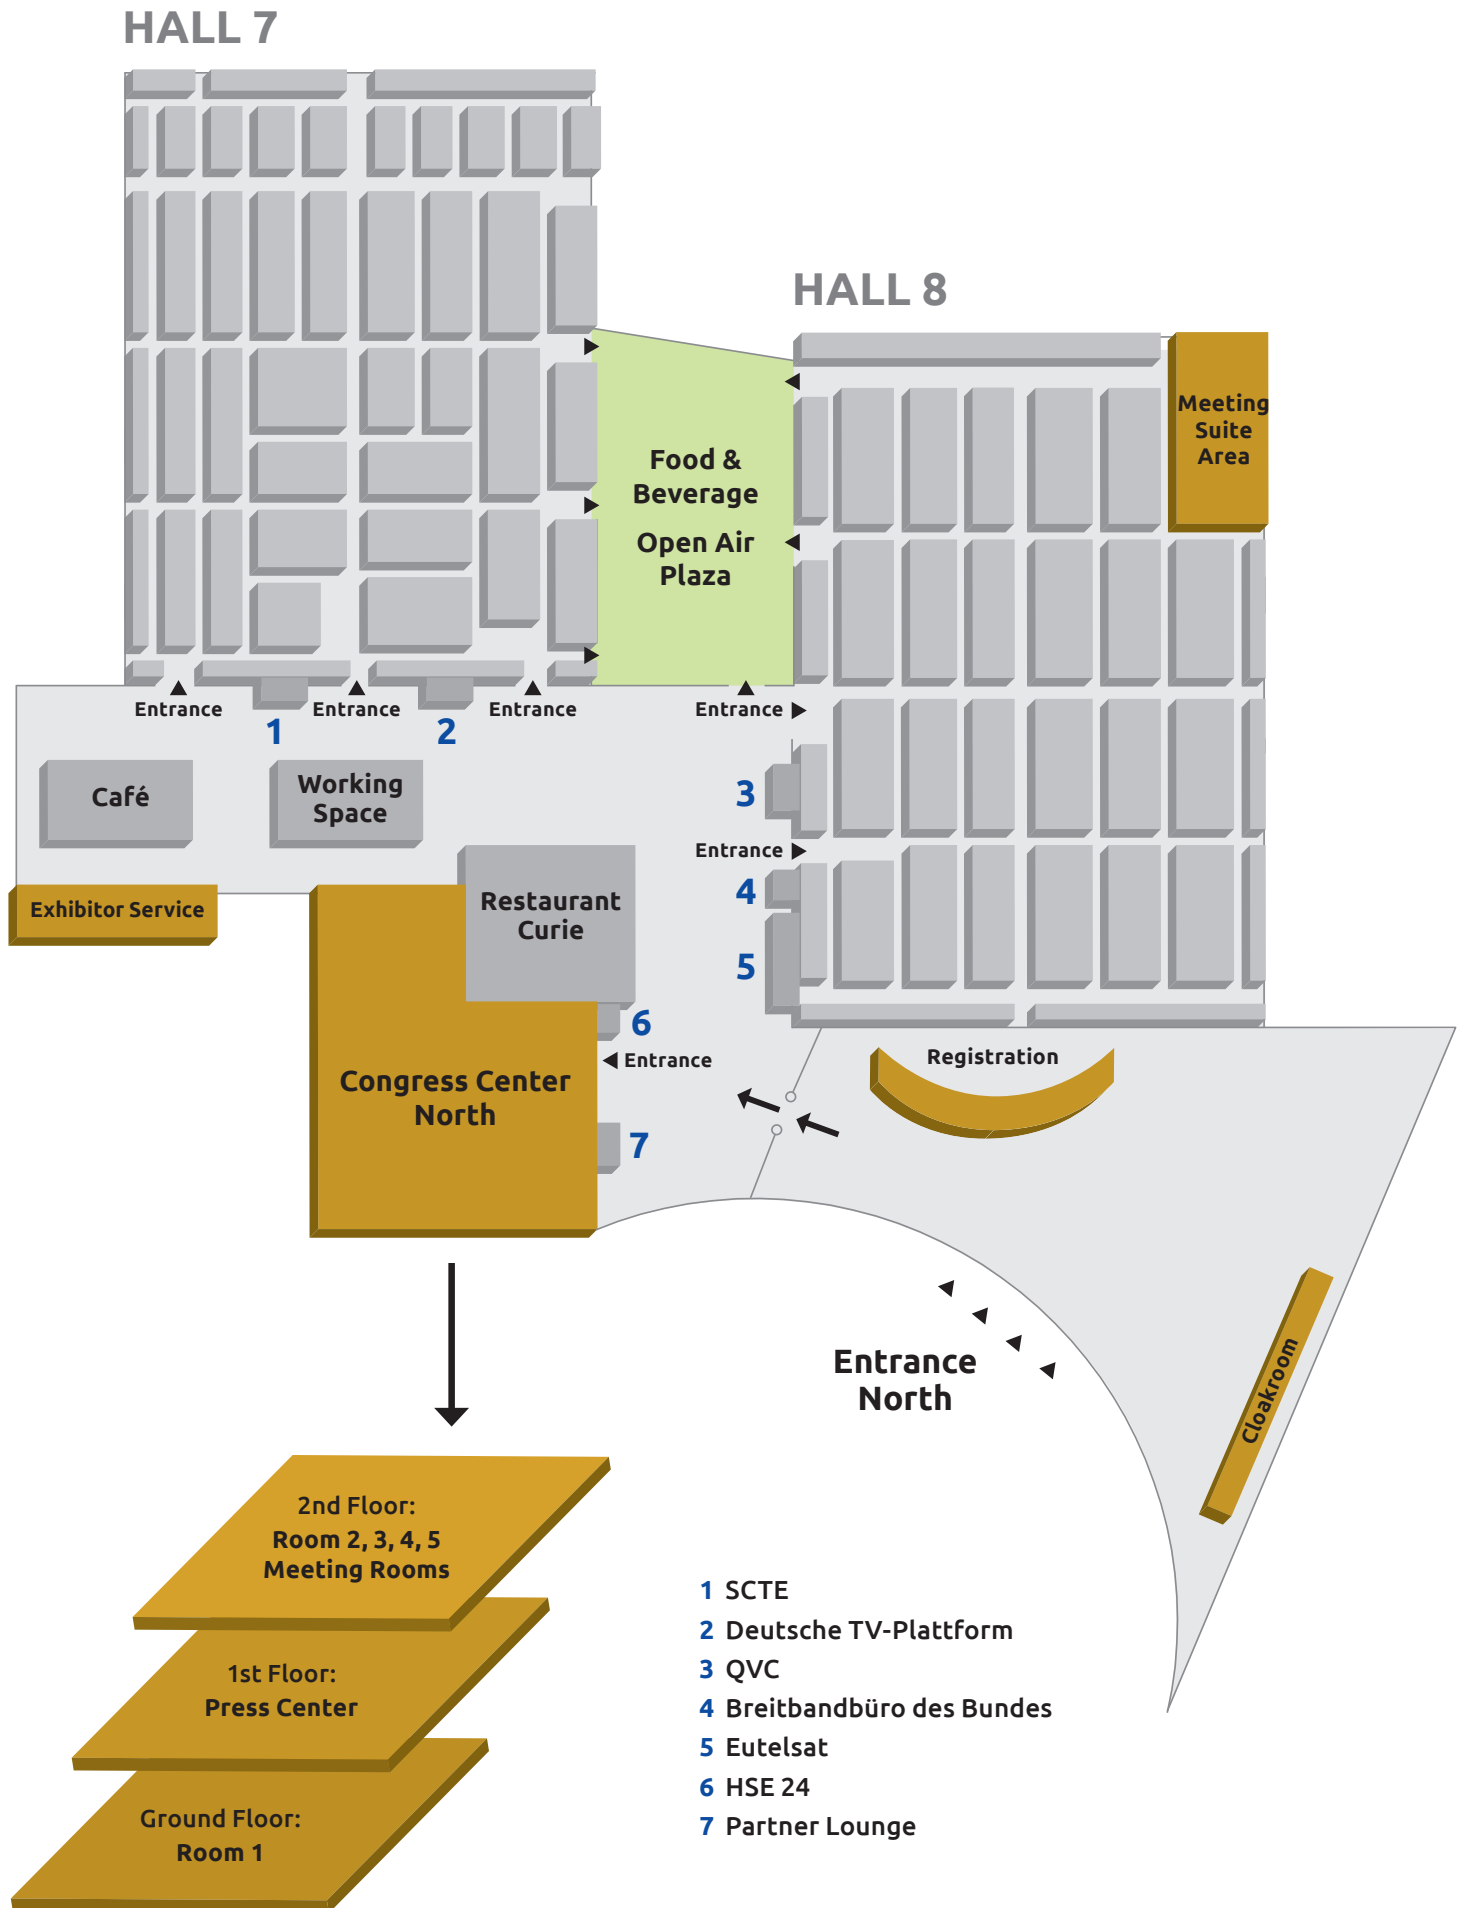 HALL 7
HALL 8
Meeting
Suite
Area
Food &
Beverage
Open Air
Plaza
Entrance
Entrance
Entrance
Entrance
1
2
Café
Working
Space
3
Entrance
4
Restaurant
Curie
Exhibitor Service
5
6
Entrance
Registration
Congress Center
North
7
Entrance
North
Cloakroom
2nd Floor:
Room 2, 3, 4, 5
Meeting Rooms
1st Floor:
Press Center
Ground Floor:
Room 1
1 SCTE
2 Deutsche TV-Plattform
3 QVC
4 Breitbandbüro des Bundes
5 Eutelsat
6 HSE 24
7 Partner Lounge